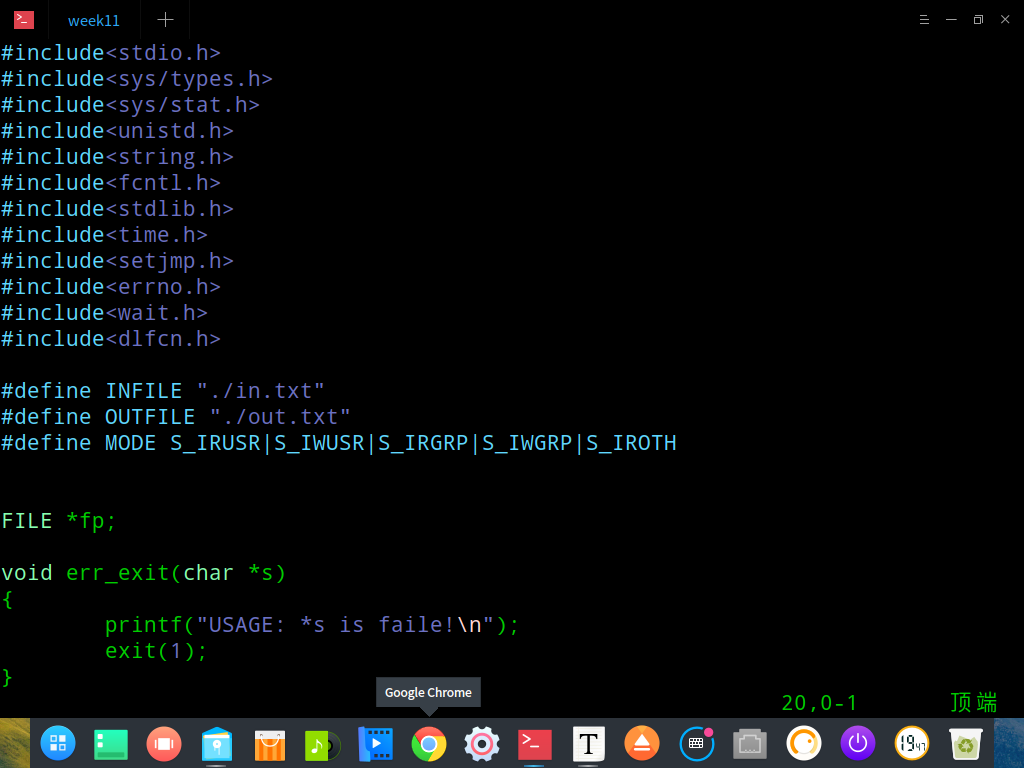 week11
#include<stdio.h>
#include<sys/types.h>
#include<sys/stat.h>
#include<unistd.h>
#include<string.h>
#include<fcntl.h>
#include<stdlib.h>
#include<time.h>
#include<setjmp.h>
#include<errno.h>
#include<wait.h>
#include<dlfcn.h>
#define INFILE "./in.txt"
#define OUTFILE "./out.txt"
#define MODE S_IRUSR|S_IWUSR|S_IRGRP|S_IWGRP|S_IROTH
FILE *fp;
void err_exit(char *s)
{
printf("USAGE: *s is faile!\n");
exit(1);
}
Google Chrome
20,0-1 顶端
T
19 47